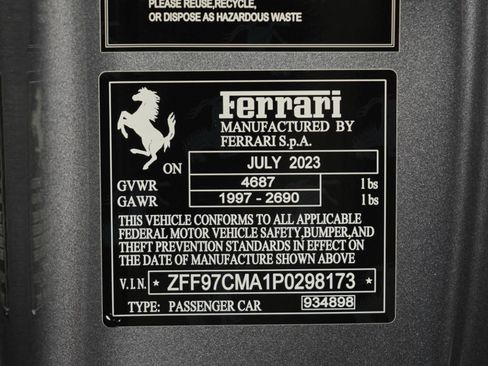 PLEASE REUSE,RECYCLE,
OR DISPOSE AS HAZARDOUS WASTE
Ferrari
MANUFACTURED BY
FERRARI S.p.A.
ON JULY 2023
GVWR 4687 lbs
GAWR 1997 - 2690 lbs
THIS VEHICLE CONFORMS TO ALL APPLICABLE
FEDERAL MOTOR VEHICLE SAFETY,BUMPER,AND
THEFT PREVENTION STANDARDS IN EFFECT ON
THE DATE OF MANUFACTURE SHOWN ABOVE
V.I.N. * ZFF97CMA1P0298173 *
TYPE: PASSENGER CAR 934898